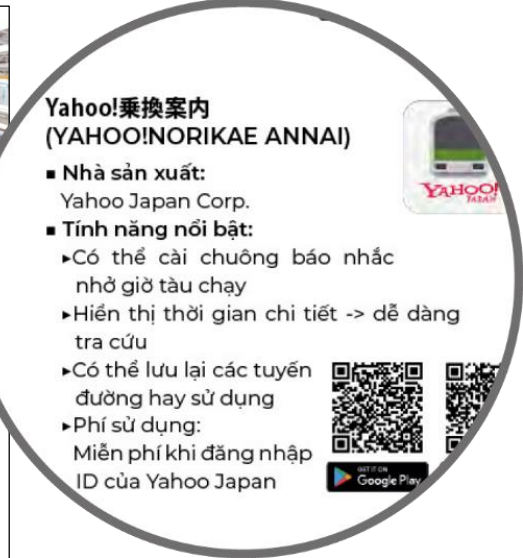 Yahoo!乗換案内
(YAHOO!NORIKAE ANNAI)
YAHOO!
JAPAN
▪ Nhà sản xuất:
Yahoo Japan Corp.
▪ Tính năng nổi bật:
▸Có thể cài chuông báo nhắc
nhở giờ tàu chạy
▸Hiển thị thời gian chi tiết -> dễ dàng
tra cứu
▸Có thể lưu lại các tuyến
đường hay sử dụng
▸Phí sử dụng:
Miễn phí khi đăng nhập
ID của Yahoo Japan
GET IT ON
Google Play